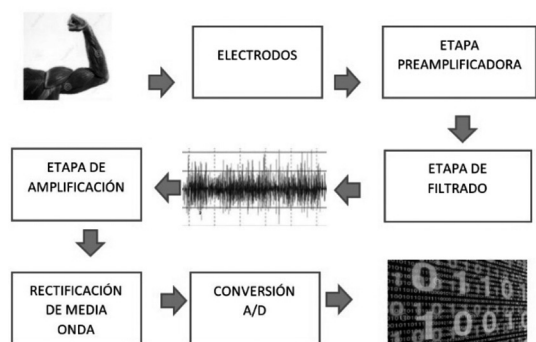 ELECTRODOS
ETAPA
PREAMPLIFICADORA
ETAPA DE
FILTRADO
ETAPA DE
AMPLIFICACIÓN
RECTIFICACIÓN
DE MEDIA
ONDA
CONVERSIÓN
A/D